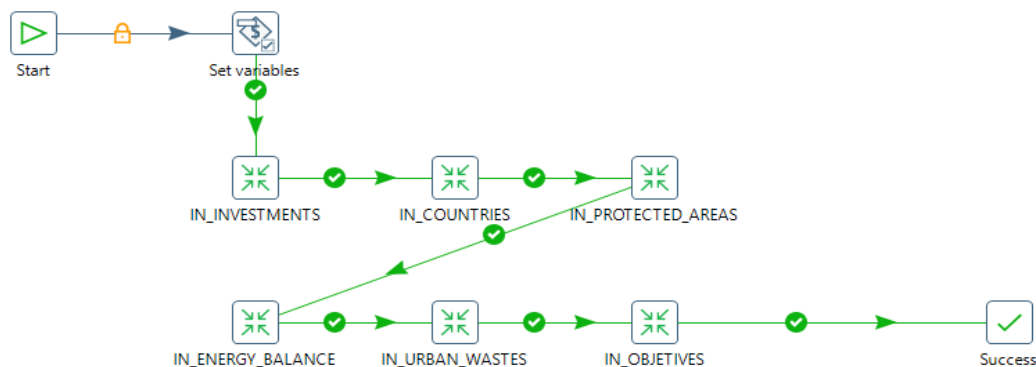 Start
Set variables
IN_INVESTMENTS
IN_COUNTRIES
IN_PROTECTED_AREAS
IN_ENERGY_BALANCE
IN_URBAN_WASTES
IN_OBJETIVES
Success